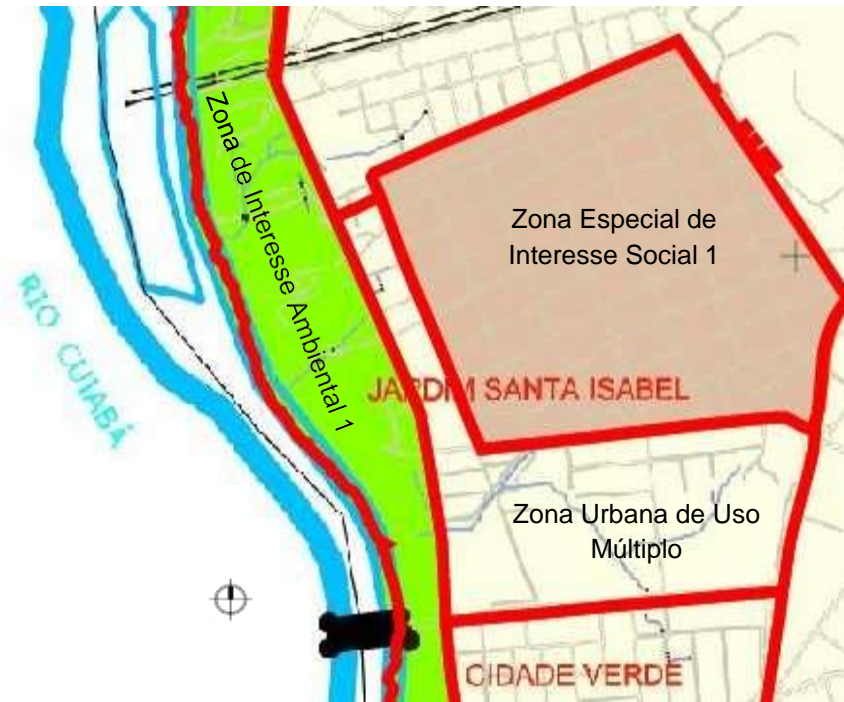 Zona de Interesse Ambiental 1
Zona Especial de
Interesse Social 1
RIO CUIABÁ
JARDIM SANTA ISABEL
Zona Urbana de Uso
Múltiplo
CIDADE VERDE